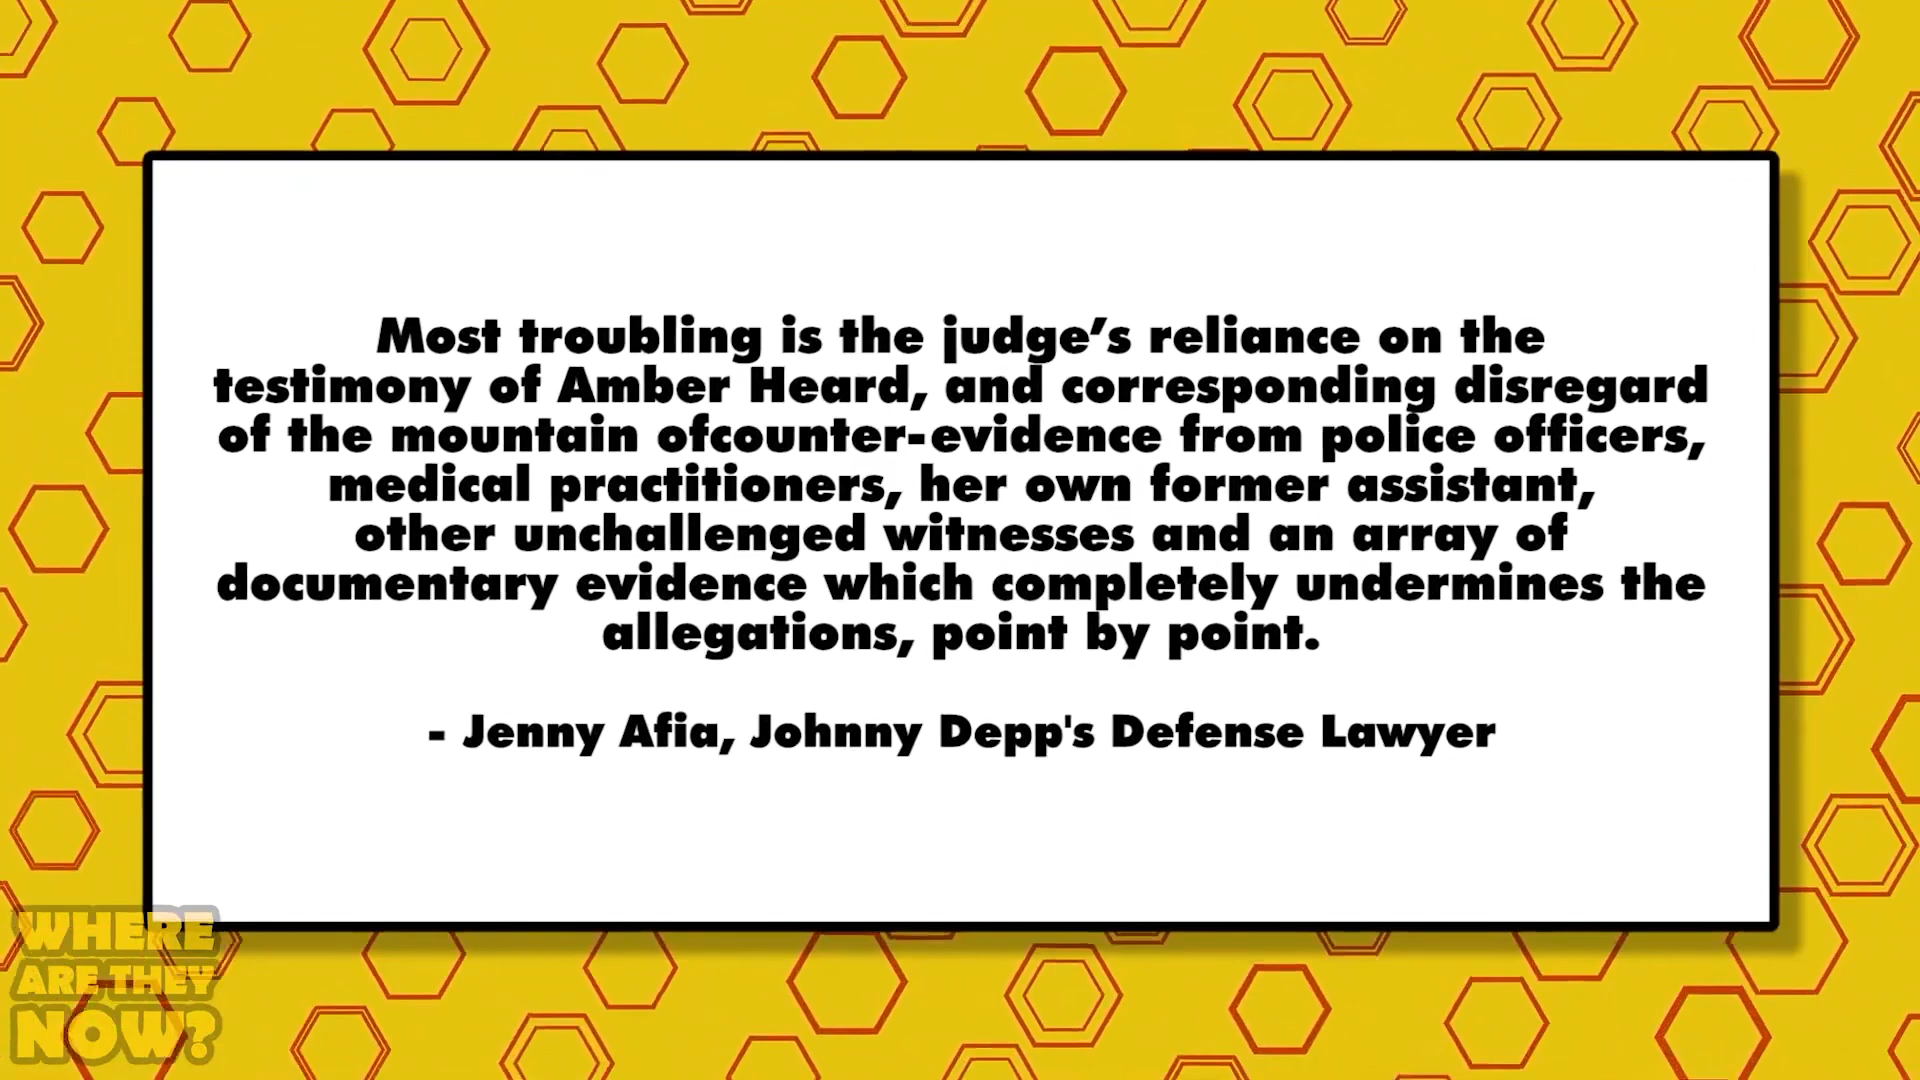 Most troubling is the judge’s reliance on the
testimony of Amber Heard, and corresponding disregard
of the mountain ofcounter-evidence from police officers,
medical practitioners, her own former assistant,
other unchallenged witnesses and an array of
documentary evidence which completely undermines the
allegations, point by point.
- Jenny Afia, Johnny Depp's Defense Lawyer
WHERE
ARE THEY
NOW?